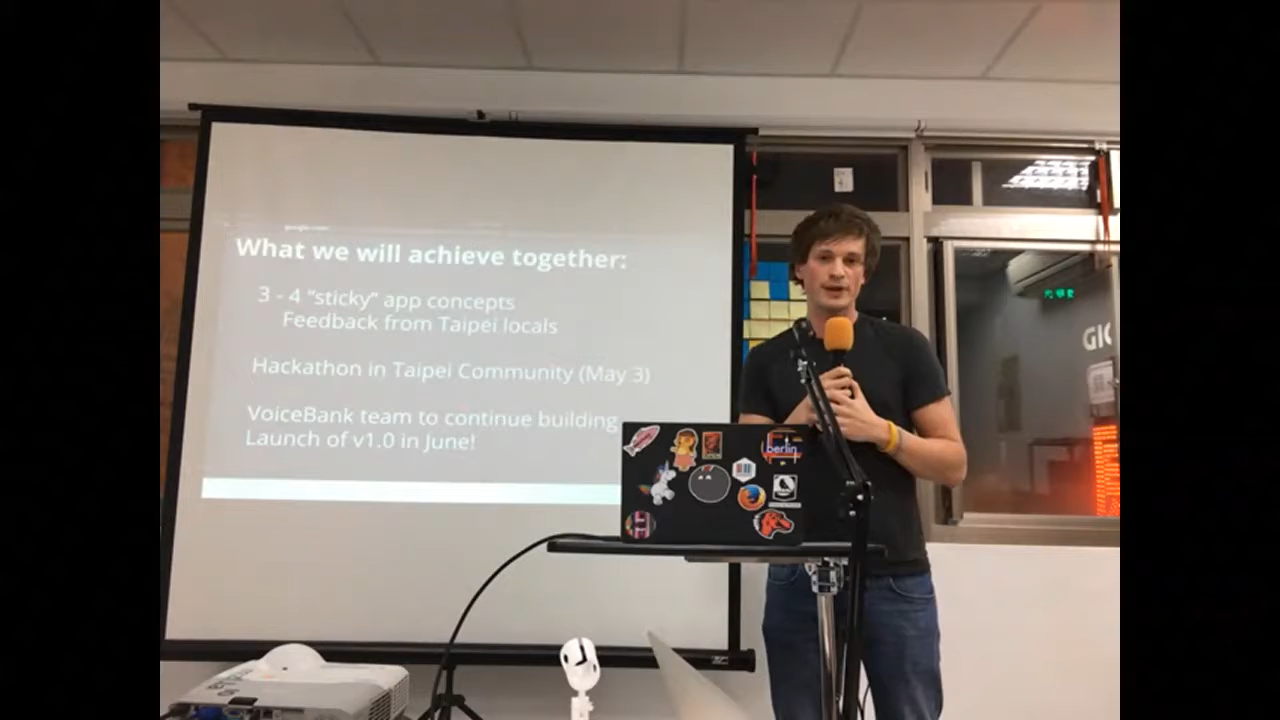 What we will achieve together:
3 - 4 “sticky” app concepts
Feedback from Taipei locals
Hackathon in Taipei Community (May 3)
VoiceBank team to continue building
Launch of v1.0 in June!
berlin